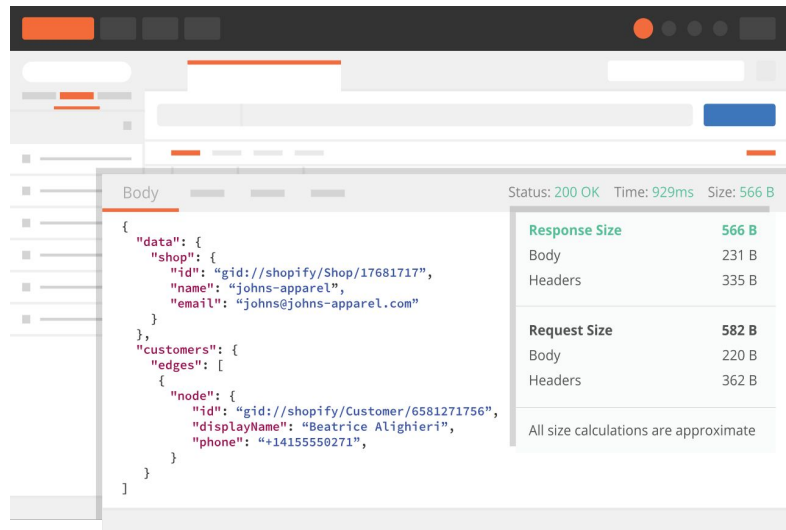 Body
Status: 200 OK Time: 929ms Size: 566 B
{
"data": {
"shop": {
"id": “gid://shopify/Shop/17681717”,
"name": “johns-apparel”,
"email": “johns@johns-apparel.com”
}
},
"customers": {
"edges": [
{
"node": {
"id": “gid://shopify/Customer/6581271756”,
"displayName": “Beatrice Alighieri”,
"phone": “+14155550271”,
}
}
]
Response Size 566 B
Body 231 B
Headers 335 B
Request Size 582 B
Body 220 B
Headers 362 B
All size calculations are approximate